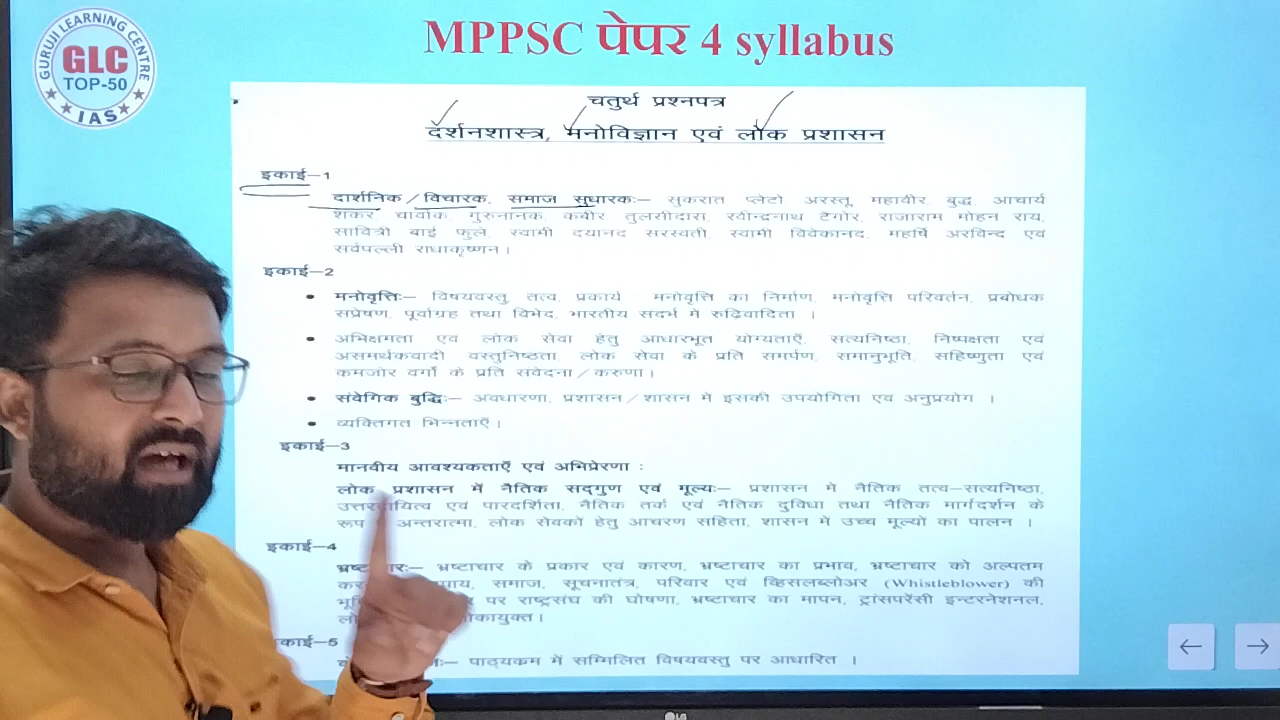 GURUJI LEARNING CENTRE
GLC
TOP-50
IAS
MPPSC पेपर 4 syllabus
चतुर्थ प्रश्नपत्र
दर्शनशास्त्र, मनोविज्ञान एवं लोक प्रशासन
इकाई–1
दार्शनिक/विचारक, समाज सुधारकः– सुकरात प्लेटो, अरस्तू महावीर, बुद्ध आचार्य
शंकर, चार्वाक, गुरुनानक, कबीर, तुलसीदास, रवीन्द्रनाथ टैगोर, राजाराम मोहन राय,
सावित्री बाई फुले, स्वामी दयानंद सरस्वती, स्वामी विवेकानंद, महर्षि अरविन्द एवं
सर्वपल्ली राधाकृष्णन।
इकाई–2
• मनोवृत्तिः– विषयवस्तु, तत्व, प्रकार्य : मनोवृत्ति का निर्माण, मनोवृत्ति परिवर्तन, प्रबोधक
संप्रेषण, पूर्वाग्रह तथा विभेद, भारतीय संदर्भ में रुढिवादिता ।
• अभिक्षमता एवं लोक सेवा हेतु आधारभूत योग्यताएँ, सत्यनिष्ठा, निष्पक्षता एवं
असमर्थकवादी वस्तुनिष्ठता, लोक सेवा के प्रति समर्पण, समानुभूति, सहिष्णुता एवं
कमजोर वर्गों के प्रति संवेदना/करुणा।
• संवेगिक बुद्धिः– अवधारणा, प्रशासन/शासन में इसकी उपयोगिता एवं अनुप्रयोग ।
• व्यक्तिगत भिन्नताएँ।
इकाई–3
मानवीय आवश्यकताएँ एवं अभिप्रेरणा :
लोक प्रशासन में नैतिक सद्गुण एवं मूल्यः– प्रशासन में नैतिक तत्व–सत्यनिष्ठा,
उत्तरदायित्व एवं पारदर्शिता, नैतिक तर्क एवं नैतिक दुविधा तथा नैतिक मार्गदर्शन के
रूप अन्तरात्मा, लोक सेवकों हेतु आचरण संहिता, शासन में उच्च मूल्यों का पालन ।
इकाई–4
भ्रष्टाचारः– भ्रष्टाचार के प्रकार एवं कारण, भ्रष्टाचार का प्रभाव, भ्रष्टाचार को अल्पतम
समाज, सूचनातंत्र, परिवार एवं व्हिसलब्लोअर (Whistleblower) की
पर राष्ट्रसंघ की घोषणा, भ्रष्टाचार का मापन, ट्रांसपरेंसी इन्टरनेशनल,
इकाई–5
पाठ्यकम में सम्मिलित विषयवस्तु पर आधारित ।
LG